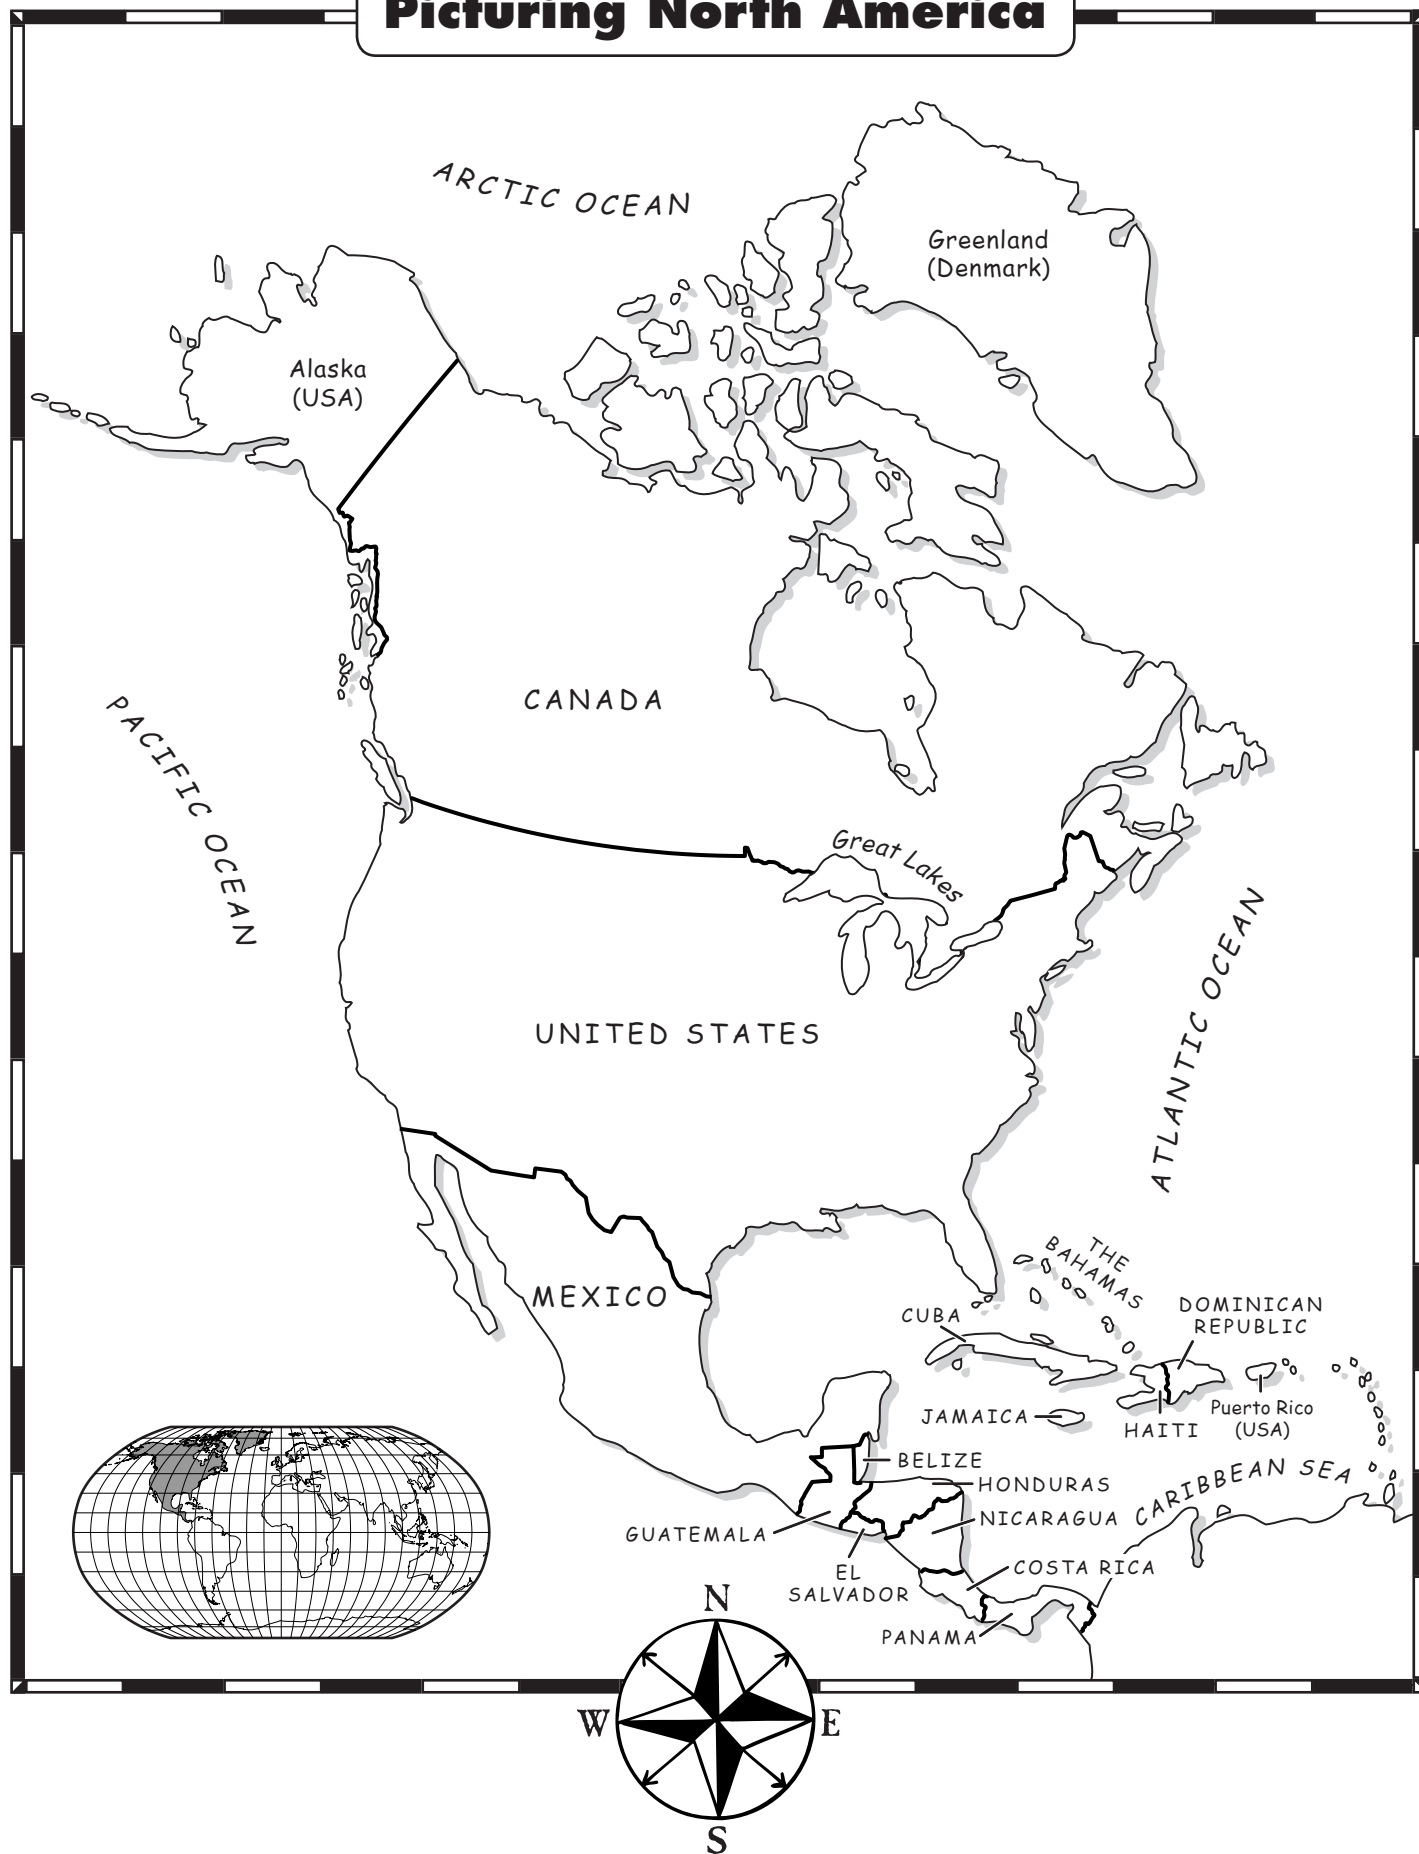 Picturing North America
ARCTIC OCEAN
Greenland
(Denmark)
Alaska
(USA)
CANADA
PACIFIC OCEAN
Great Lakes
ATLANTIC OCEAN
UNITED STATES
THE
BAHAMAS
MEXICO
CUBA
DOMINICAN
REPUBLIC
JAMAICA
HAITI
Puerto Rico
(USA)
BELIZE
HONDURAS
CARIBBEAN SEA
NICARAGUA
GUATEMALA
EL
SALVADOR
COSTA RICA
PANAMA
N
W
E
S